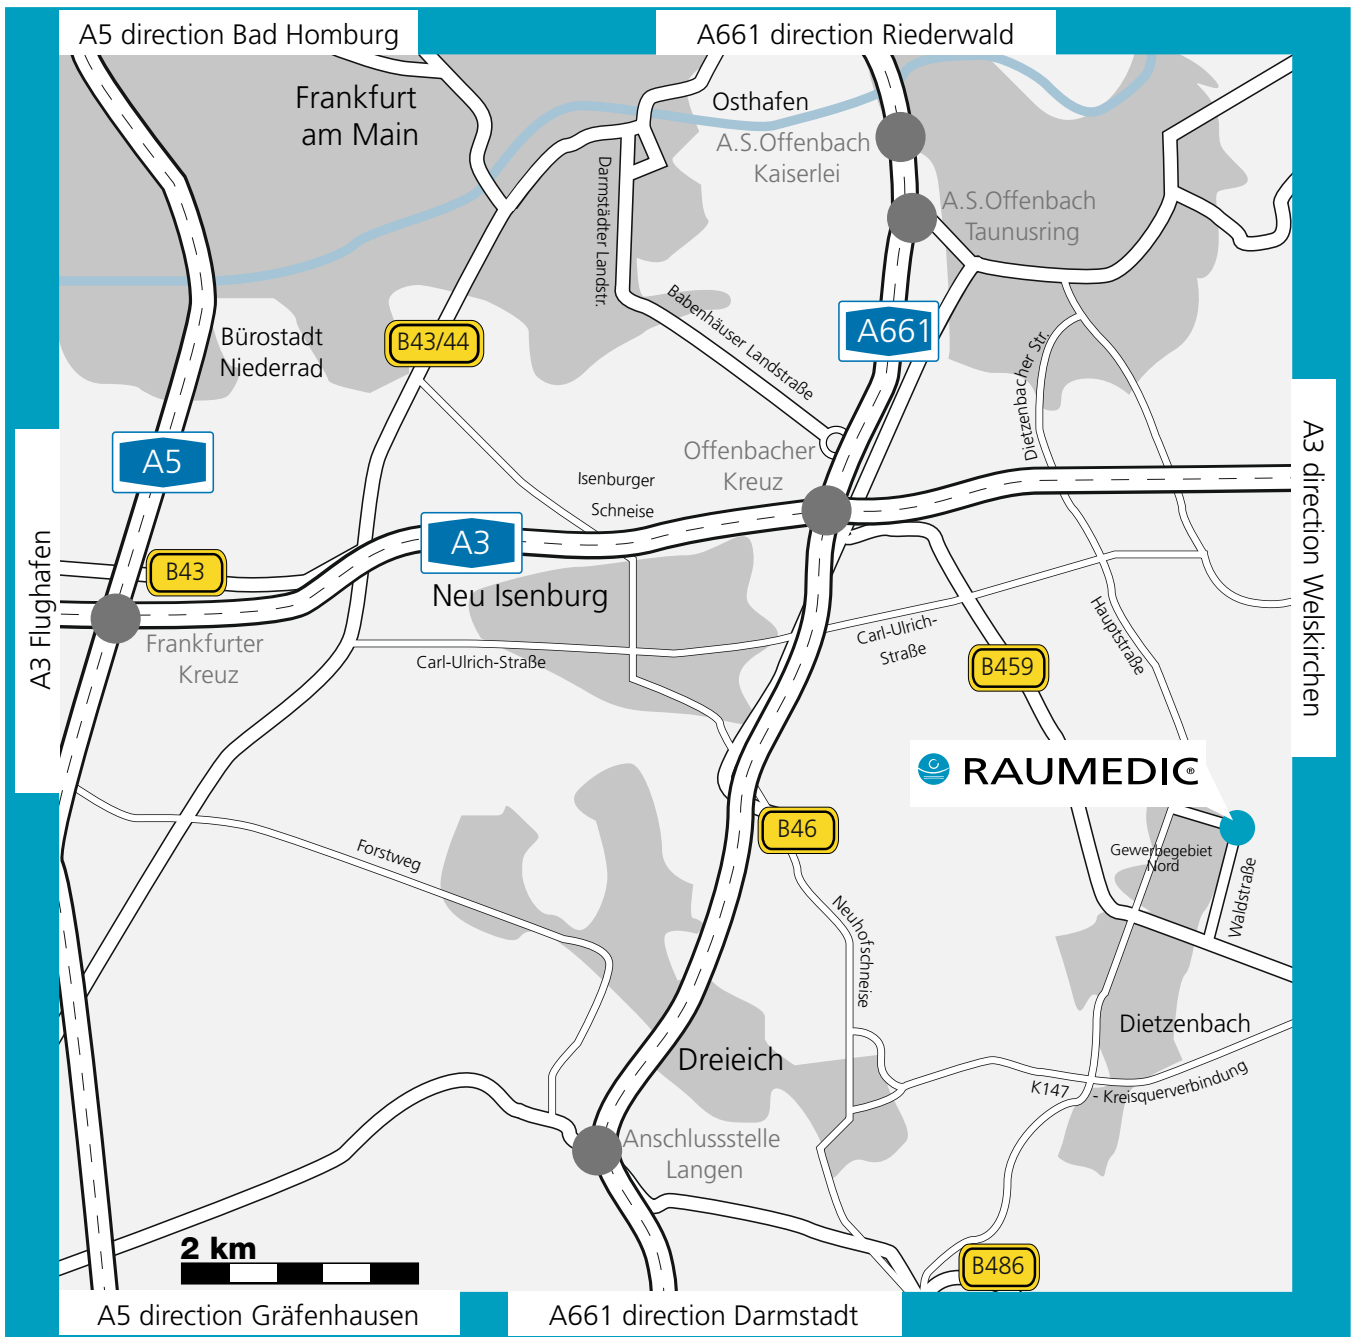 A5 direction Bad Homburg
A661 direction Riederwald
Frankfurt
am Main
Osthafen
A.S.Offenbach
Kaiserlei
A.S.Offenbach
Taunusring
Darmstädter Landstr.
Babenhäuser Landstraße
Bürostadt
Niederrad
B43/44
A661
Dietzenbacher Str.
A5
Offenbacher
Kreuz
Isenburger
Schneise
A3 direction Welskirchen
A3 Flughafen
A3
B43
Neu Isenburg
Frankfurter
Kreuz
Carl-Ulrich-Straße
Carl-Ulrich-
Straße
Hauptstraße
B459
RAUMEDIC®
B46
Forstweg
Gewerbegebiet
Nord
Waldstraße
Neuhofschneise
Dietzenbach
Dreieich
K147 - Kreisquerverbindung
Anschlussstelle
Langen
2 km
B486
A5 direction Gräfenhausen
A661 direction Darmstadt